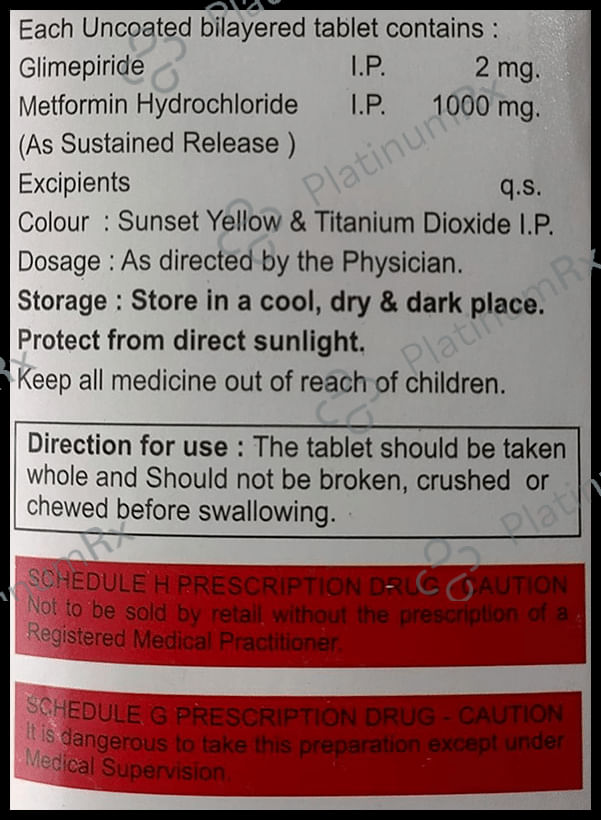 Each Uncoated bilayered tablet contains :
Glimepiride I.P. 2 mg.
Metformin Hydrochloride I.P. 1000 mg.
(As Sustained Release )
Excipients q.s.
Colour : Sunset Yellow & Titanium Dioxide I.P.
Dosage : As directed by the Physician.
Storage : Store in a cool, dry & dark place.
Protect from direct sunlight.
Keep all medicine out of reach of children.
Direction for use : The tablet should be taken
whole and Should not be broken, crushed or
chewed before swallowing.
SCHEDULE H PRESCRIPTION DRUG - CAUTION
Not to be sold by retail without the prescription of a
Registered Medical Practitioner.
SCHEDULE G PRESCRIPTION DRUG - CAUTION
It is dangerous to take this preparation except under
Medical Supervision.
PlatinumRx
PlatinumRx
PlatinumRx